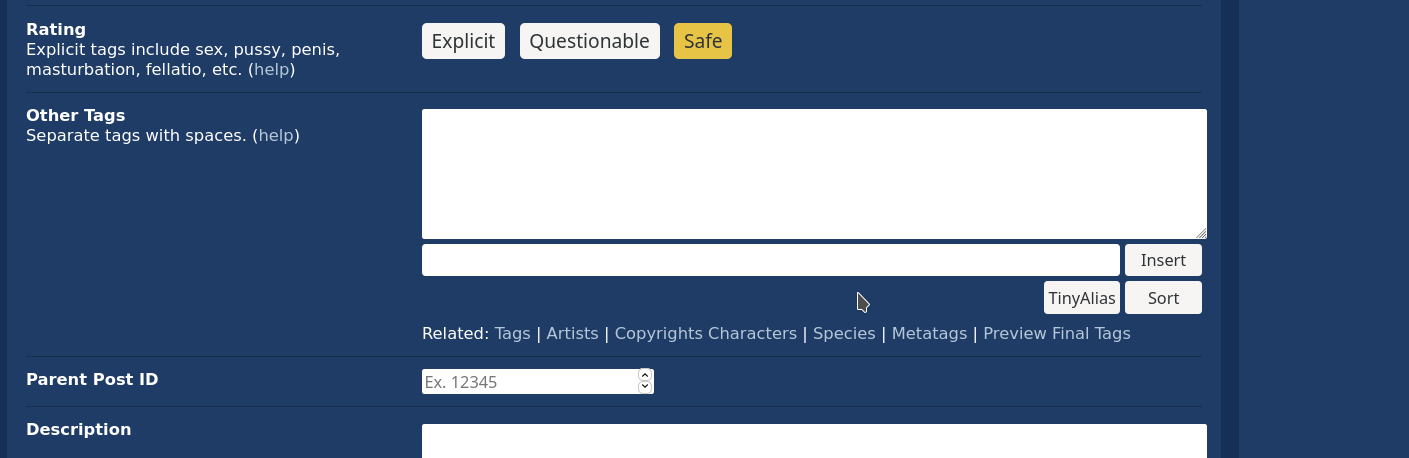 Rating
Explicit tags include sex, pussy, penis,
masturbation, fellatio, etc. (help)
Explicit Questionable Safe
Other Tags
Separate tags with spaces. (help)
Insert
TinyAlias Sort
Related: Tags | Artists | Copyrights Characters | Species | Metatags | Preview Final Tags
Parent Post ID
Ex. 12345
Description